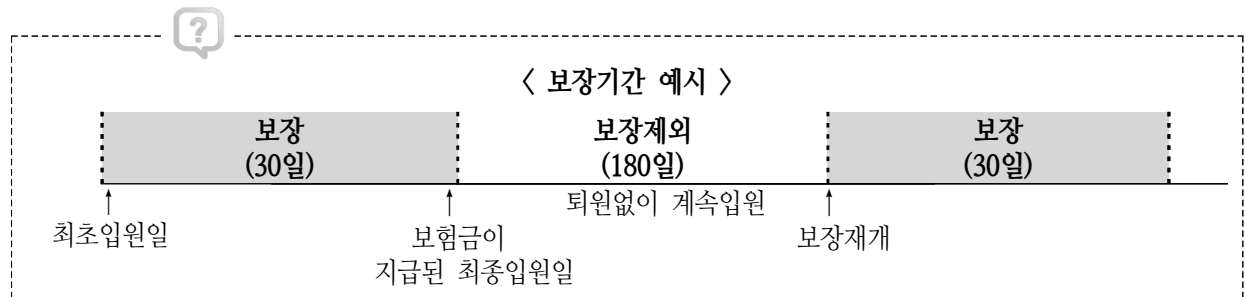 ?
〈 보장기간 예시 〉
보장 보장제외 보장
(30일) (180일) (30일)
퇴원없이 계속입원
최초입원일 보험금이 보장재개
지급된 최종입원일